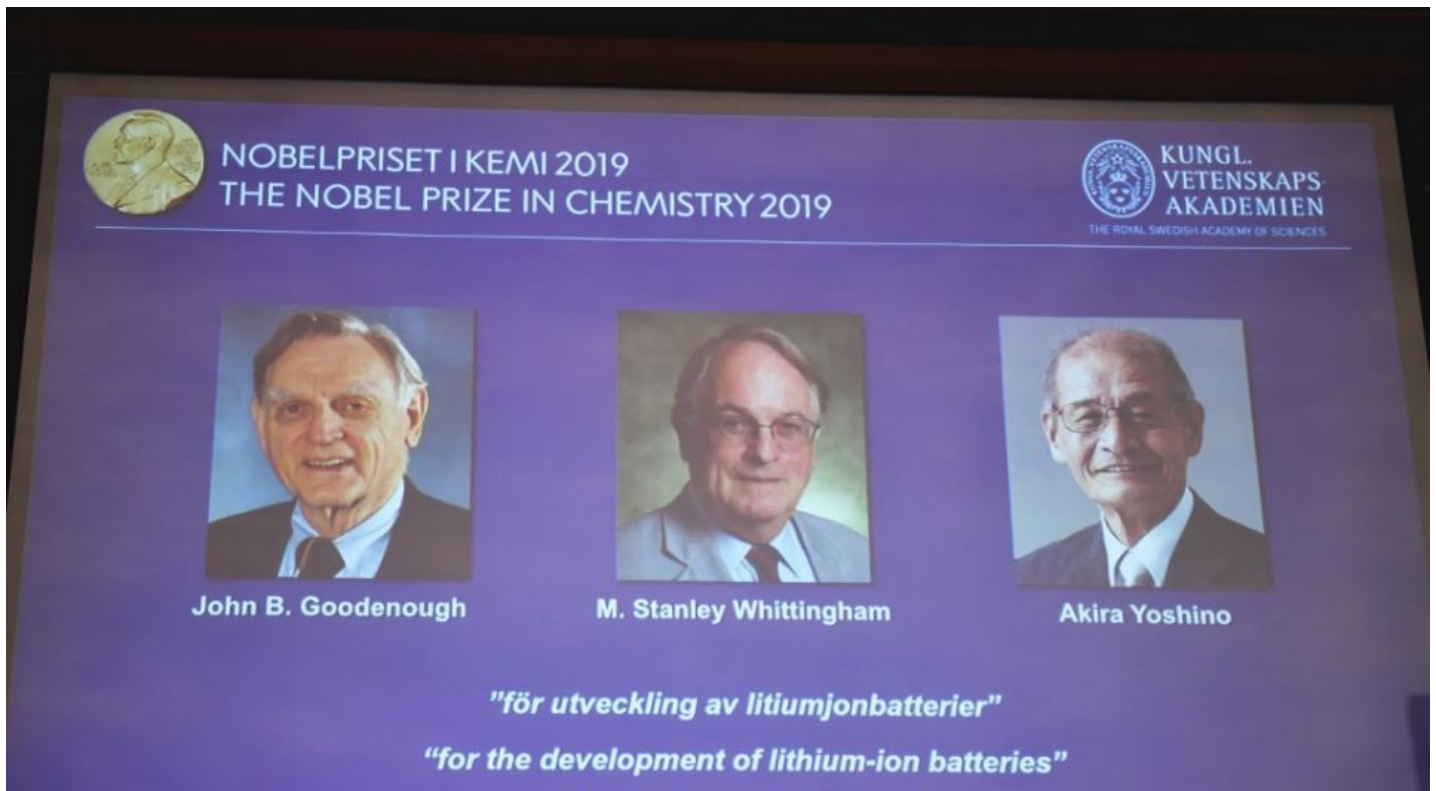 NOBELPRISET I KEMI 2019
THE NOBEL PRIZE IN CHEMISTRY 2019
KUNGL.
VETENSKAPS-
AKADEMIEN
THE ROYAL SWEDISH ACADEMY OF SCIENCES
John B. Goodenough
M. Stanley Whittingham
Akira Yoshino
”för utveckling av litiumjonbatterier”
“for the development of lithium-ion batteries”